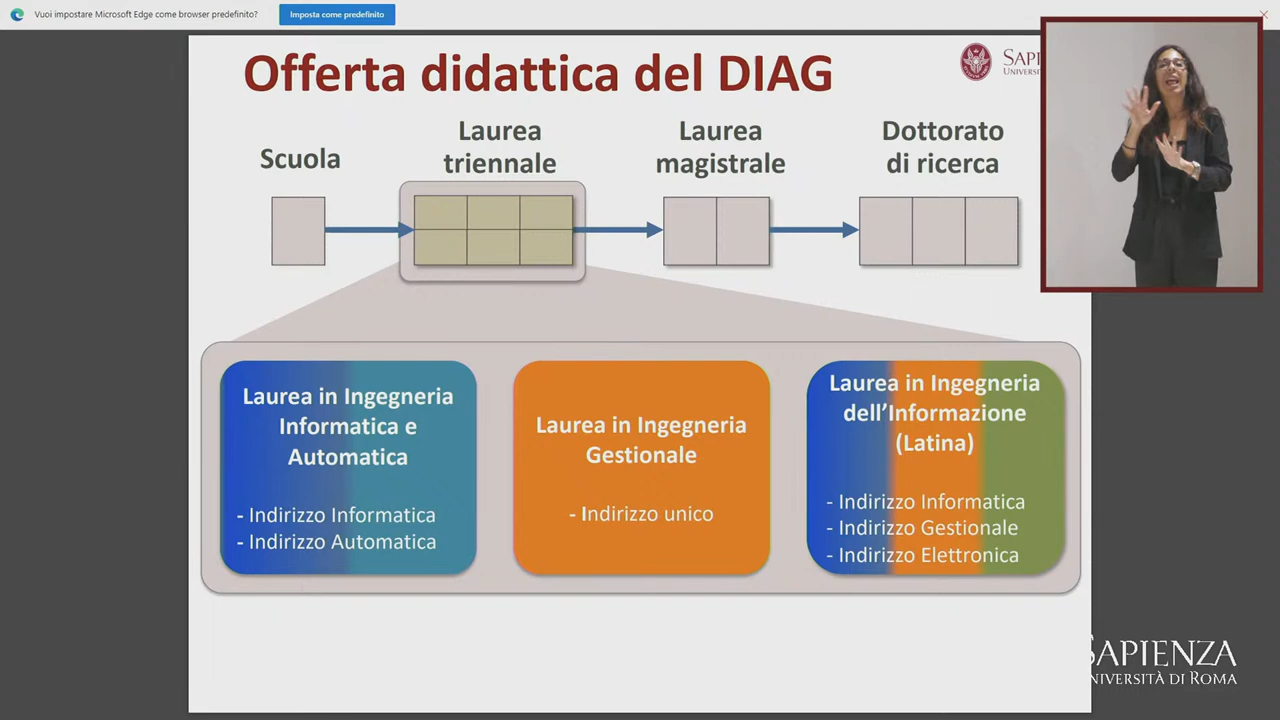 Vuoi impostare Microsoft Edge come browser predefinito?
Imposta come predefinito
Offerta didattica del DIAG
Scuola
Laurea
triennale
Laurea
magistrale
Dottorato
di ricerca
Laurea in Ingegneria
Informatica e
Automatica
- Indirizzo Informatica
- Indirizzo Automatica
Laurea in Ingegneria
Gestionale
- Indirizzo unico
Laurea in Ingegneria
dell'Informazione
(Latina)
- Indirizzo Informatica
- Indirizzo Gestionale
- Indirizzo Elettronica
SAPIENZA
UNIVERSITÀ DI ROMA